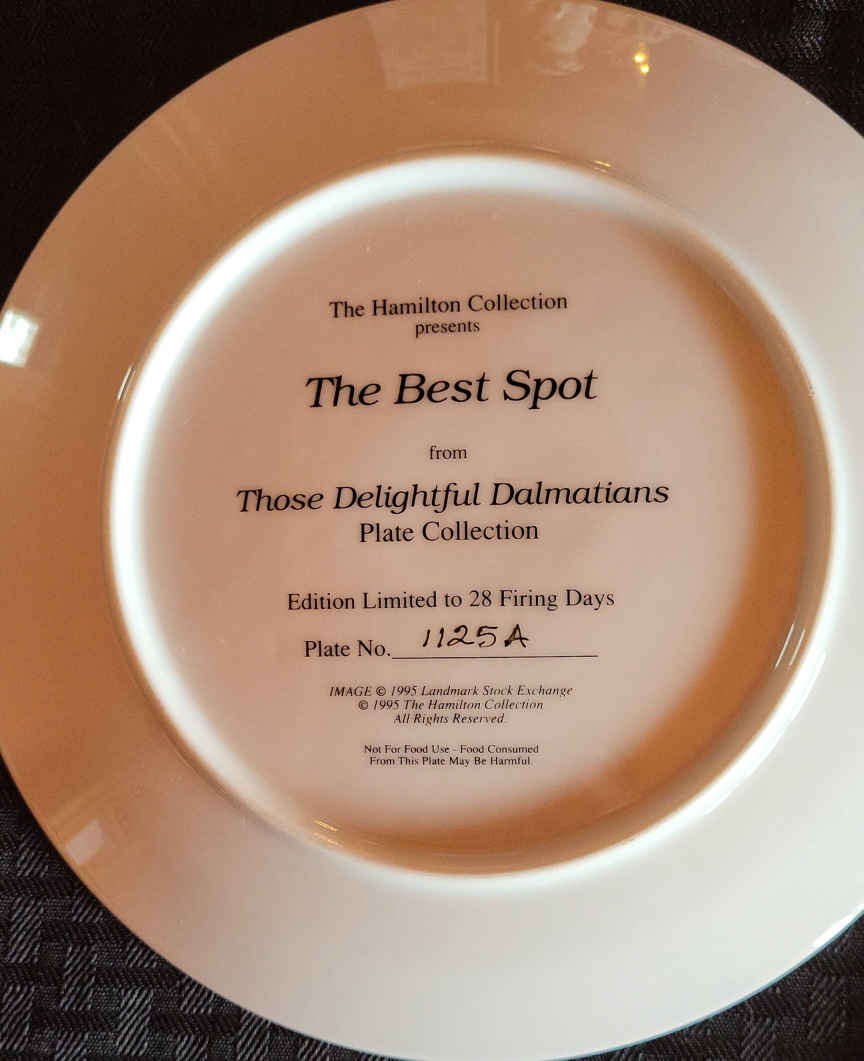 The Hamilton Collection
presents
The Best Spot
from
Those Delightful Dalmatians
Plate Collection
Edition Limited to 28 Firing Days
Plate No. 1125A
IMAGE © 1995 Landmark Stock Exchange
© 1995 The Hamilton Collection
All Rights Reserved.
Not For Food Use - Food Consumed
From This Plate May Be Harmful.